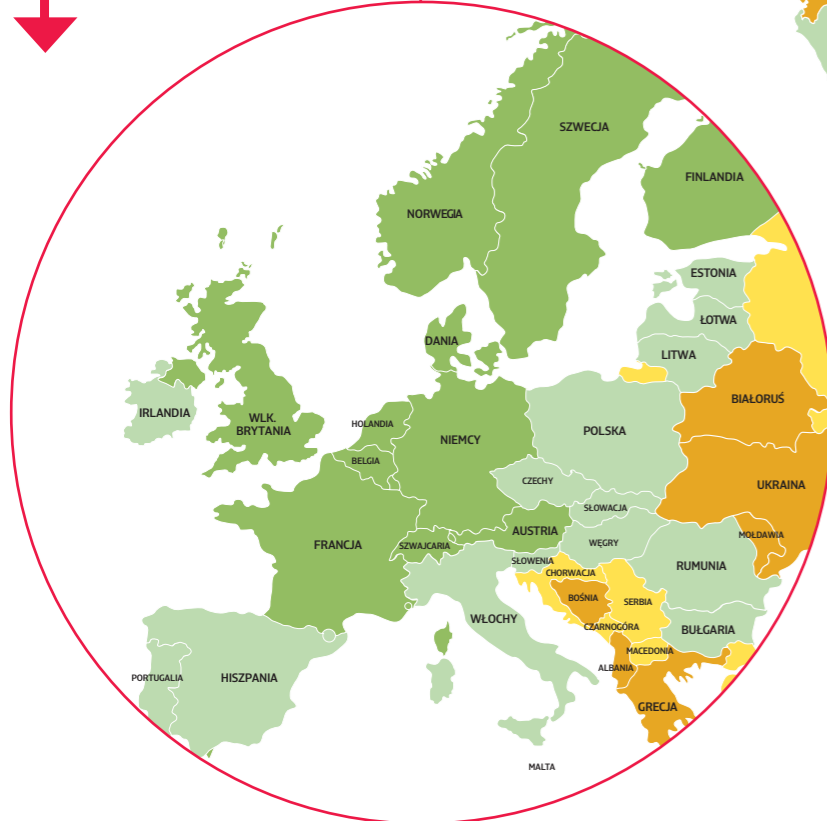 SZWECJA
FINLANDIA
NORWEGIA
ESTONIA
ŁOTWA
DANIA
LITWA
BIAŁORUŚ
IRLANDIA
WLK.
BRYTANIA
HOLANDIA
NIEMCY
POLSKA
BELGIA
CZECHY
UKRAINA
SŁOWACJA
AUSTRIA
MOŁDAWIA
FRANCJA
SZWAJCARIA
WĘGRY
SŁOWENIA
RUMUNIA
CHORWACJA
BOŚNIA
SERBIA
WŁOCHY
CZARNOGÓRA
BUŁGARIA
MACEDONIA
ALBANIA
PORTUGALIA
HISZPANIA
GRECJA
MALTA